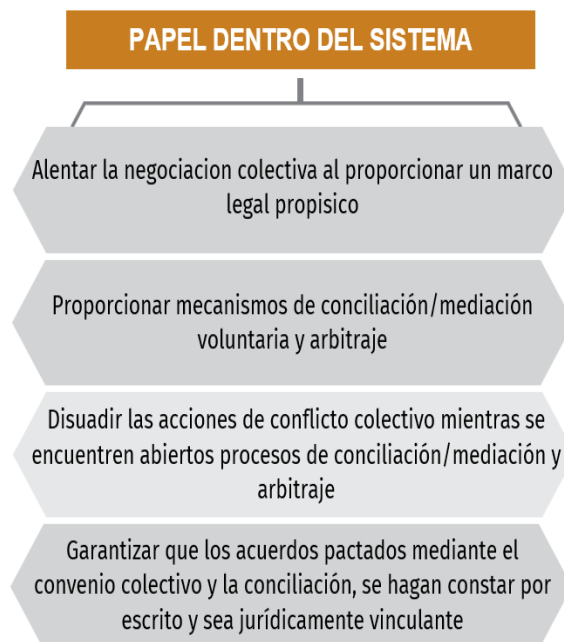 PAPEL DENTRO DEL SISTEMA
Alentar la negociacion colectiva al proporcionar un marco
legal propisico
Proporcionar mecanismos de conciliación/mediación
voluntaria y arbitraje
Disuadir las acciones de conflicto colectivo mientras se
encuentren abiertos procesos de conciliación/mediación y
arbitraje
Garantizar que los acuerdos pactados mediante el
convenio colectivo y la conciliación, se hagan constar por
escrito y sea jurídicamente vinculante